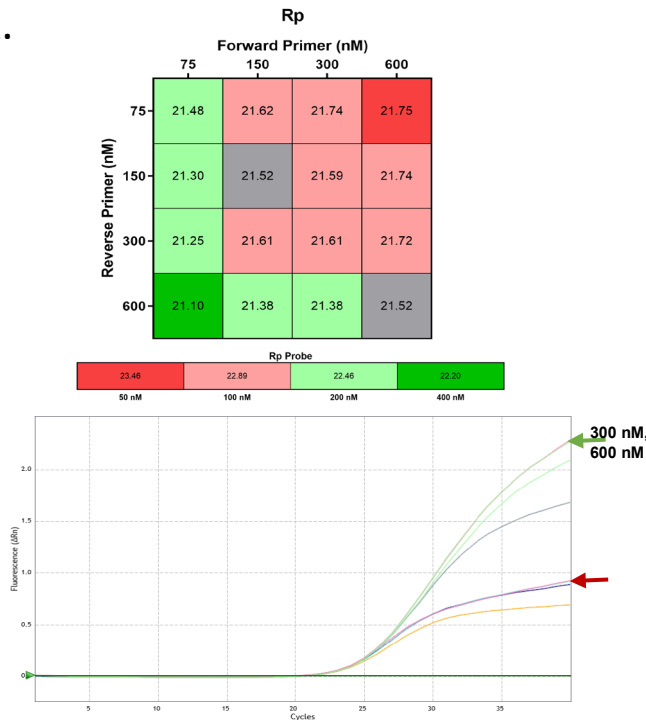 Rp
.
Forward Primer (nM)
75 150 300 600
Reverse Primer (nM)
75 21.48 21.62 21.74 21.75
150 21.30 21.52 21.59 21.74
300 21.25 21.61 21.61 21.72
600 21.10 21.38 21.38 21.52
Rp Probe
23.46 22.89 22.46 22.20
50 nM 100 nM 200 nM 400 nM
300 nM,
600 nM
Fluorescence (ΔRn)
2.0
1.5
1.0
0.5
0
5 10 15 20 25 30 35
Cycles